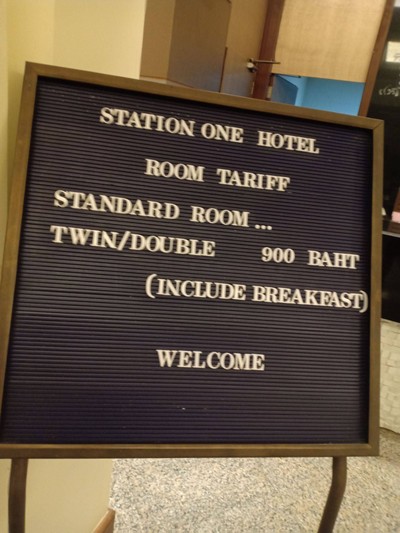 STATION ONE HOTEL
ROOM TARIFF
STANDARD ROOM...
TWIN/DOUBLE 900 BAHT
(INCLUDE BREAKFAST)
WELCOME